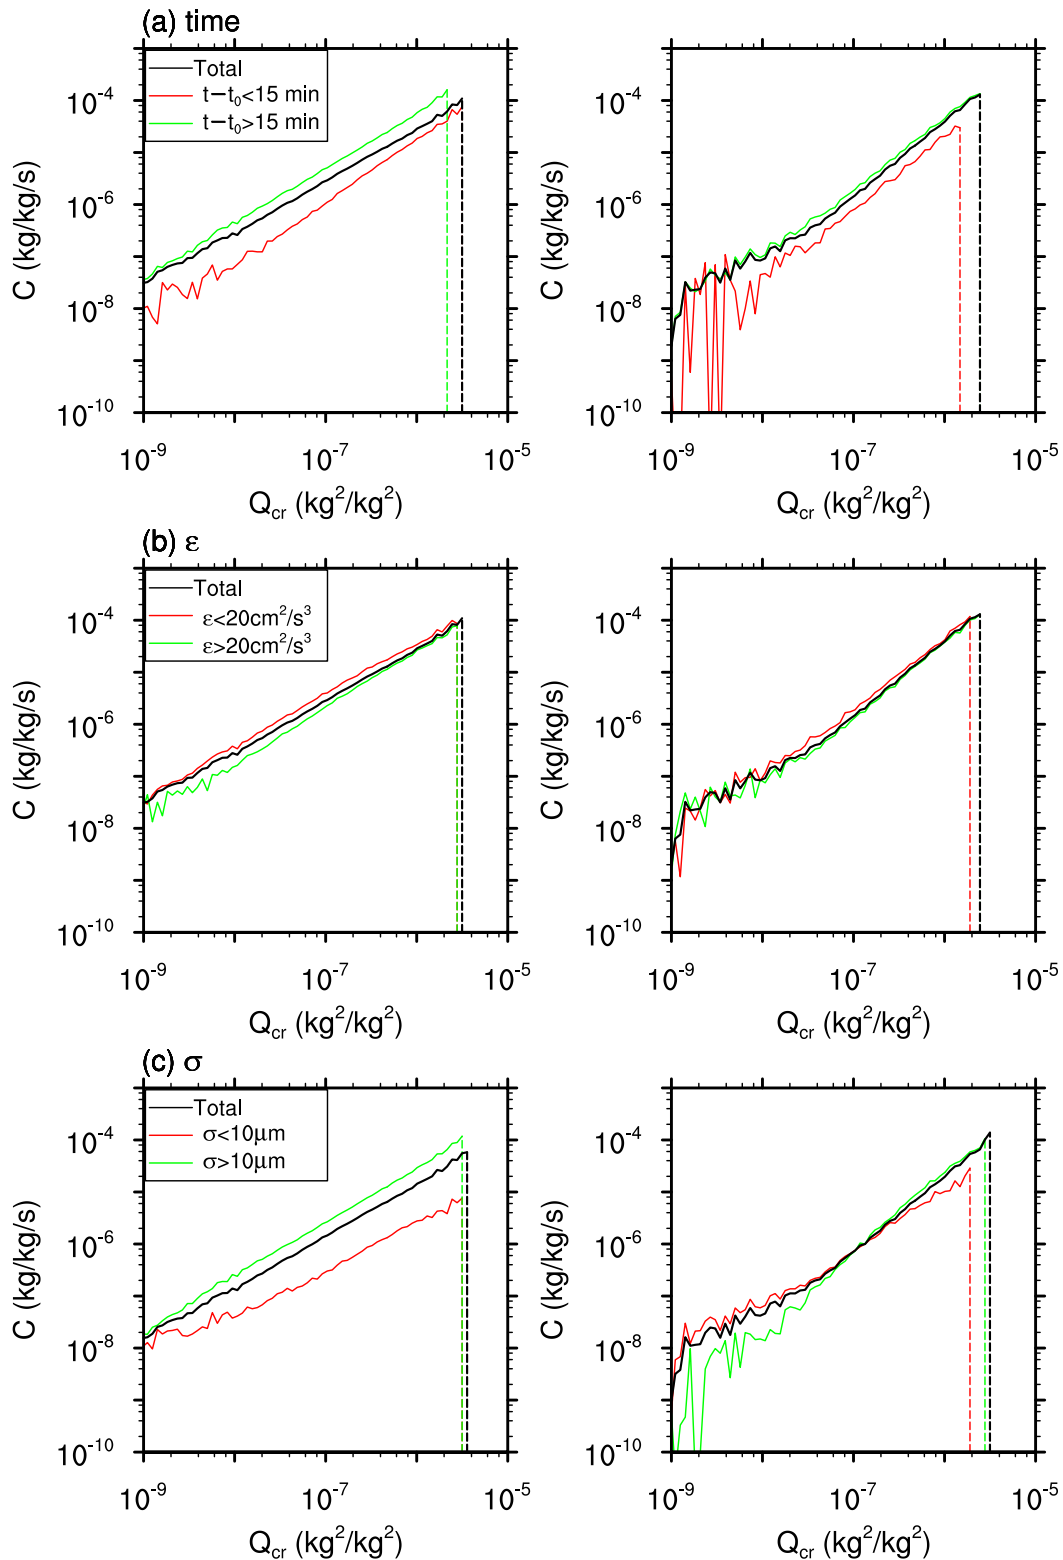 (a) time
Total
t−t₀<15 min
t−t₀>15 min
10⁻⁴
10⁻⁶
10⁻⁸
10⁻¹⁰
C (kg/kg/s)
10⁻⁹ 10⁻⁷ 10⁻⁵
Q_cr (kg²/kg²)
10⁻⁴
10⁻⁶
10⁻⁸
10⁻¹⁰
C (kg/kg/s)
10⁻⁹ 10⁻⁷ 10⁻⁵
Q_cr (kg²/kg²)
(b) ε
Total
ε<20cm²/s³
ε>20cm²/s³
10⁻⁴
10⁻⁶
10⁻⁸
10⁻¹⁰
C (kg/kg/s)
10⁻⁹ 10⁻⁷ 10⁻⁵
Q_cr (kg²/kg²)
10⁻⁴
10⁻⁶
10⁻⁸
10⁻¹⁰
C (kg/kg/s)
10⁻⁹ 10⁻⁷ 10⁻⁵
Q_cr (kg²/kg²)
(c) σ
Total
σ<10μm
σ>10μm
10⁻⁴
10⁻⁶
10⁻⁸
10⁻¹⁰
C (kg/kg/s)
10⁻⁹ 10⁻⁷ 10⁻⁵
Q_cr (kg²/kg²)
10⁻⁴
10⁻�6
10⁻⁸
10⁻¹⁰
C (kg/kg/s)
10⁻⁹ 10⁻⁷ 10⁻⁵
Q_cr (kg²/kg²)